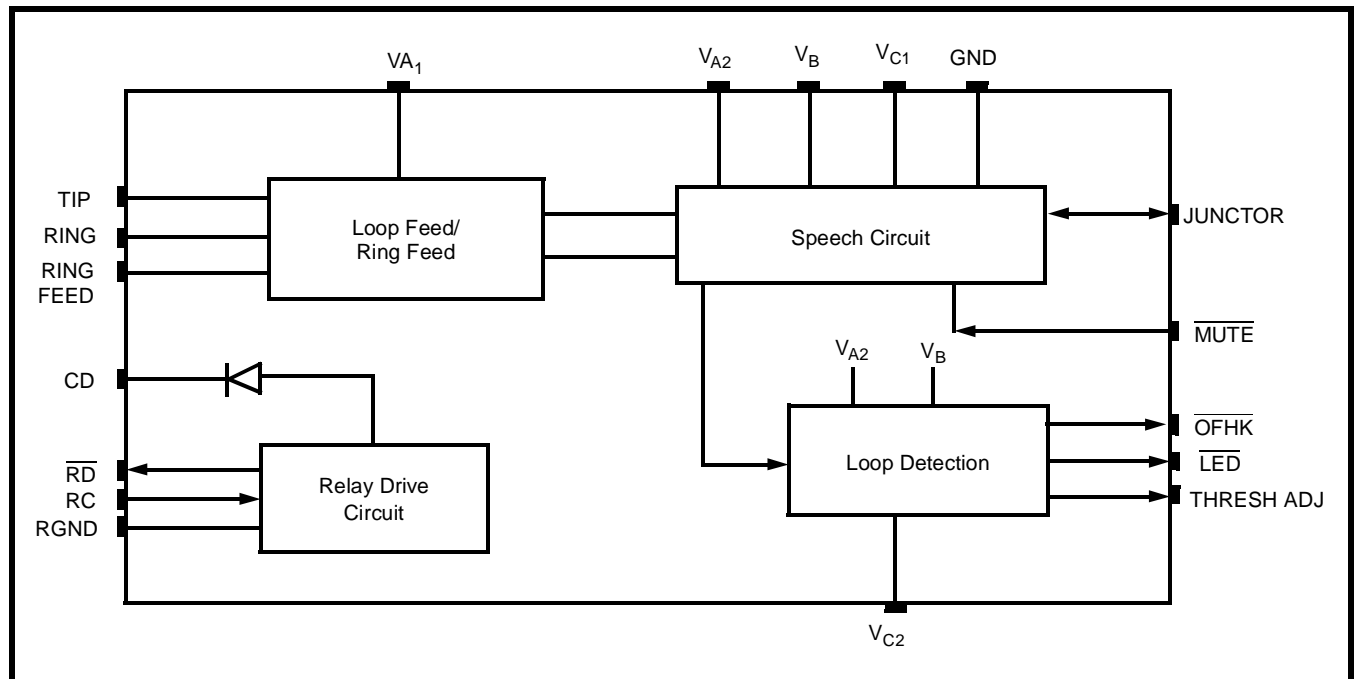 VA1
VA2
VB
VC1
GND
TIP
RING
RING
FEED
Loop Feed/
Ring Feed
Speech Circuit
JUNCTOR
MUTE
CD
VA2
VB
RD
RC
RGND
Relay Drive
Circuit
Loop Detection
OFHK
LED
THRESH ADJ
VC2